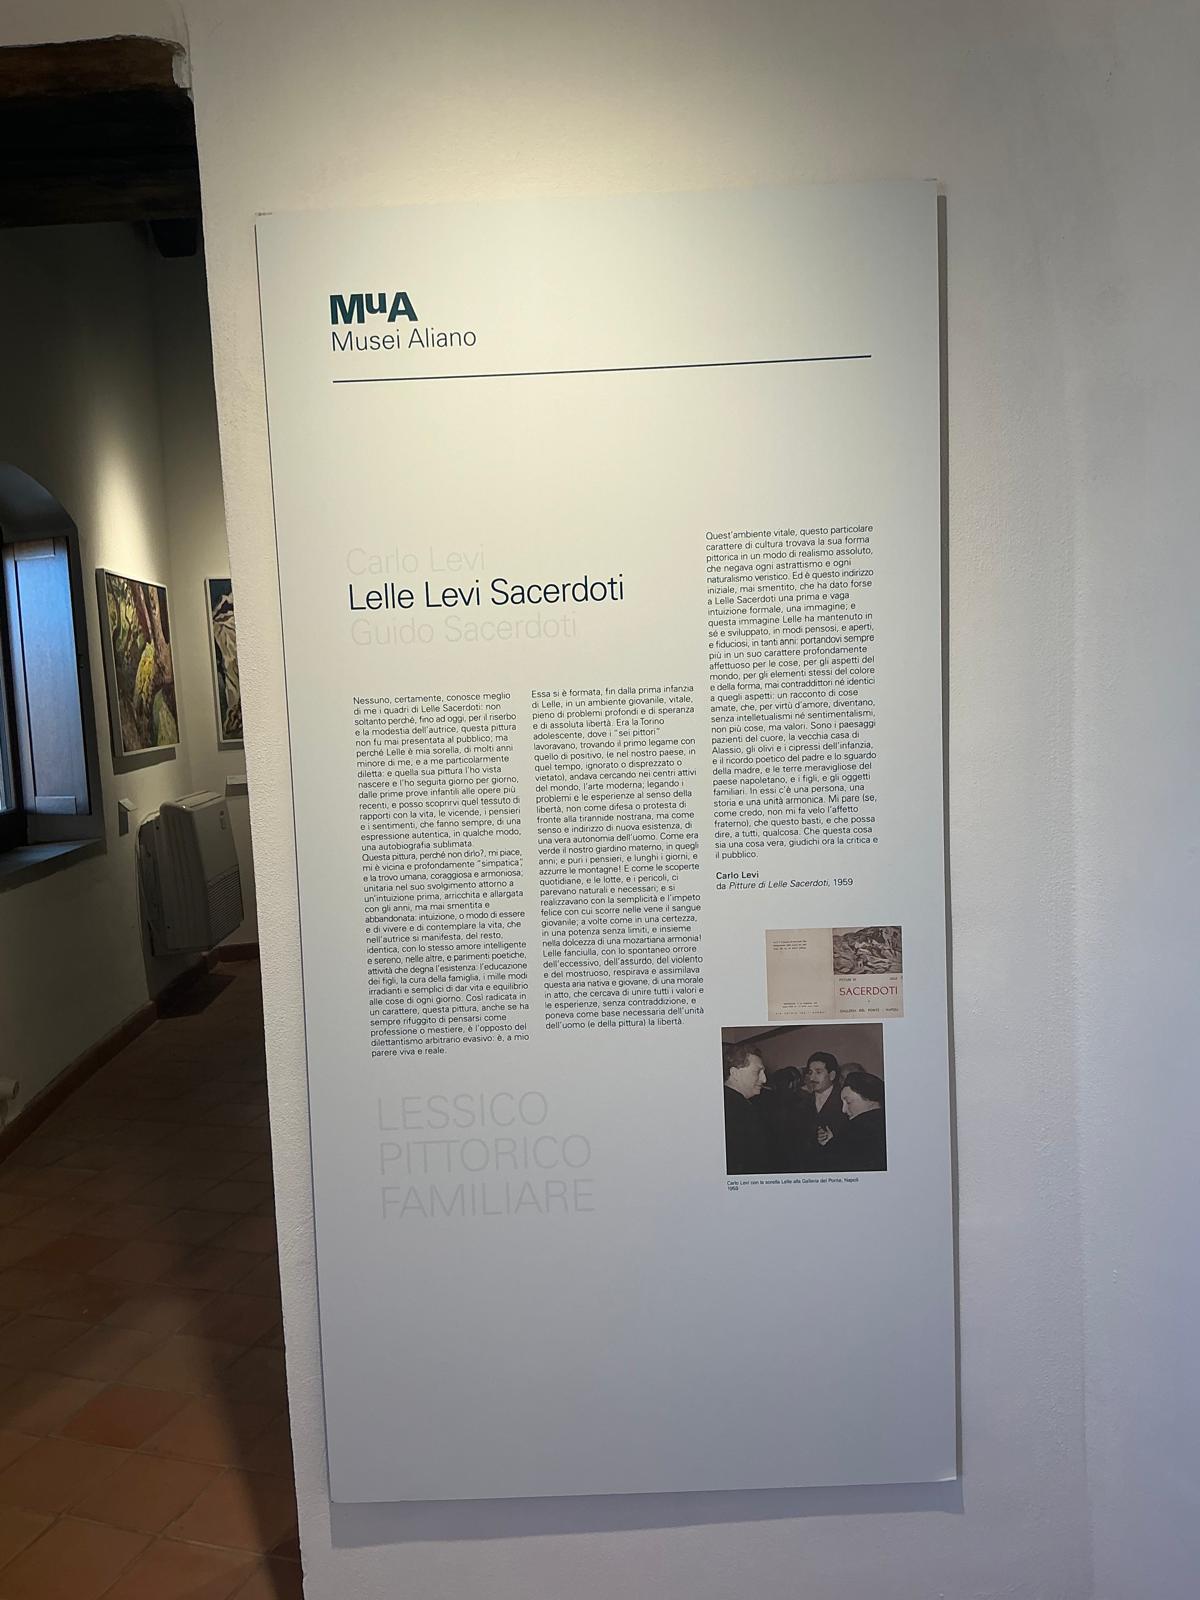 MuA
Musei Aliano
Carlo Levi
Lelle Levi Sacerdoti
Guido Sacerdoti
Nessuno, certamente, conosce meglio
di me i quadri di Lelle Sacerdoti: non
soltanto perché, fino ad oggi, per il riserbo
e la modestia dell'autrice, questa pittura
non fu mai presentata al pubblico; ma
perché Lelle è mia sorella, di molti anni
minore di me, e a me particolarmente
diletta: e quella sua pittura l'ho vista
nascere e l'ho seguita giorno per giorno,
dalle prime prove infantili alle opere più
recenti, e posso scoprirvi quel tessuto di
rapporti con la vita, le vicende, i pensieri
e i sentimenti, che fanno sempre, di una
espressione autentica, in qualche modo,
una autobiografia sublimata.
Questa pittura, perché non dirlo?, mi piace,
mi è vicina e profondamente "simpatica",
e la trovo umana, coraggiosa e armoniosa;
unitaria nel suo svolgimento attorno a
un'intuizione prima, arricchita e allargata
con gli anni, ma mai smentita e
abbandonata: intuizione, o modo di essere
e di vivere e di contemplare la vita, che
nell'autrice si manifesta, del resto,
identica, con lo stesso amore intelligente
e sereno, nelle altre, e parimenti poetiche,
attività che degna l'esistenza: l'educazione
dei figli, la cura della famiglia, i mille modi
irradianti e semplici di dar vita e equilibrio
alle cose di ogni giorno. Così radicata in
un carattere, questa pittura, anche se ha
sempre rifuggito di pensarsi come
professione o mestiere, è l'opposto del
dilettantismo arbitrario evasivo: è, a mio
parere viva e reale.
Essa si è formata, fin dalla prima infanzia
di Lelle, in un ambiente giovanile, vitale,
pieno di problemi profondi e di speranza
e di assoluta libertà. Era la Torino
adolescente, dove i "sei pittori"
lavoravano, trovando il primo legame con
quello di positivo, (e nel nostro paese, in
quel tempo, ignorato o disprezzato o
vietato), andava cercando nei centri attivi
del mondo, l'arte moderna; legando i
problemi e le esperienze al senso della
libertà, non come difesa o protesta di
fronte alla tirannide nostrana, ma come
senso e indirizzo di nuova esistenza, di
una vera autonomia dell'uomo. Come era
verde il nostro giardino materno, in quegli
anni; e puri i pensieri, e lunghi i giorni, e
azzurre le montagne! E come le scoperte
quotidiane, e le lotte, e i pericoli, ci
parevano naturali e necessari; e si
realizzavano con la semplicità e l'impeto
felice con cui scorre nelle vene il sangue
giovanile; a volte come in una certezza,
in una potenza senza limiti, e insieme
nella dolcezza di una mozartiana armonia!
Lelle fanciulla, con lo spontaneo orrore
dell'eccessivo, dell'assurdo, del violento
e del mostruoso, respirava e assimilava
questa aria nativa e giovane, di una morale
in atto, che cercava di unire tutti i valori e
le esperienze, senza contraddizione, e
poneva come base necessaria dell'unità
dell'uomo (e della pittura) la libertà.
Quest'ambiente vitale, questo particolare
carattere di cultura trovava la sua forma
pittorica in un modo di realismo assoluto,
che negava ogni astrattismo e ogni
naturalismo veristico. Ed è questo indirizzo
iniziale, mai smentito, che ha dato forse
a Lelle Sacerdoti una prima e vaga
intuizione formale, una immagine; e
questa immagine Lelle ha mantenuto in
sé e sviluppato, in modi pensosi, e aperti,
e fiduciosi, in tanti anni: portandovi sempre
più in un suo carattere profondamente
affettuoso per le cose, per gli aspetti del
mondo, per gli elementi stessi del colore
e della forma, mai contraddittori né identici
a quegli aspetti: un racconto di cose
amate, che, per virtù d'amore, diventano,
senza intellettualismi né sentimentalismi,
non più cose, ma valori. Sono i paesaggi
pazienti del cuore, la vecchia casa di
Alassio, gli olivi e i cipressi dell'infanzia,
e il ricordo poetico del padre e lo sguardo
della madre, e le terre meravigliose del
paese napoletano, e i figli, e gli oggetti
familiari. In essi c'è una persona, una
storia e una unità armonica. Mi pare (se,
come credo, non mi fa velo l'affetto
fraterno), che questo basti, e che possa
dire, a tutti, qualcosa. Che questa cosa
sia una cosa vera, giudichi ora la critica e
il pubblico.
Carlo Levi
da Pitture di Lelle Sacerdoti, 1959
SACERDOTI
GALLERIA DEL PONTE NAPOLI
Carlo Levi con la sorella Lelle alla Galleria del Ponte, Napoli
1959
LESSICO
PITTORICO
FAMILIARE